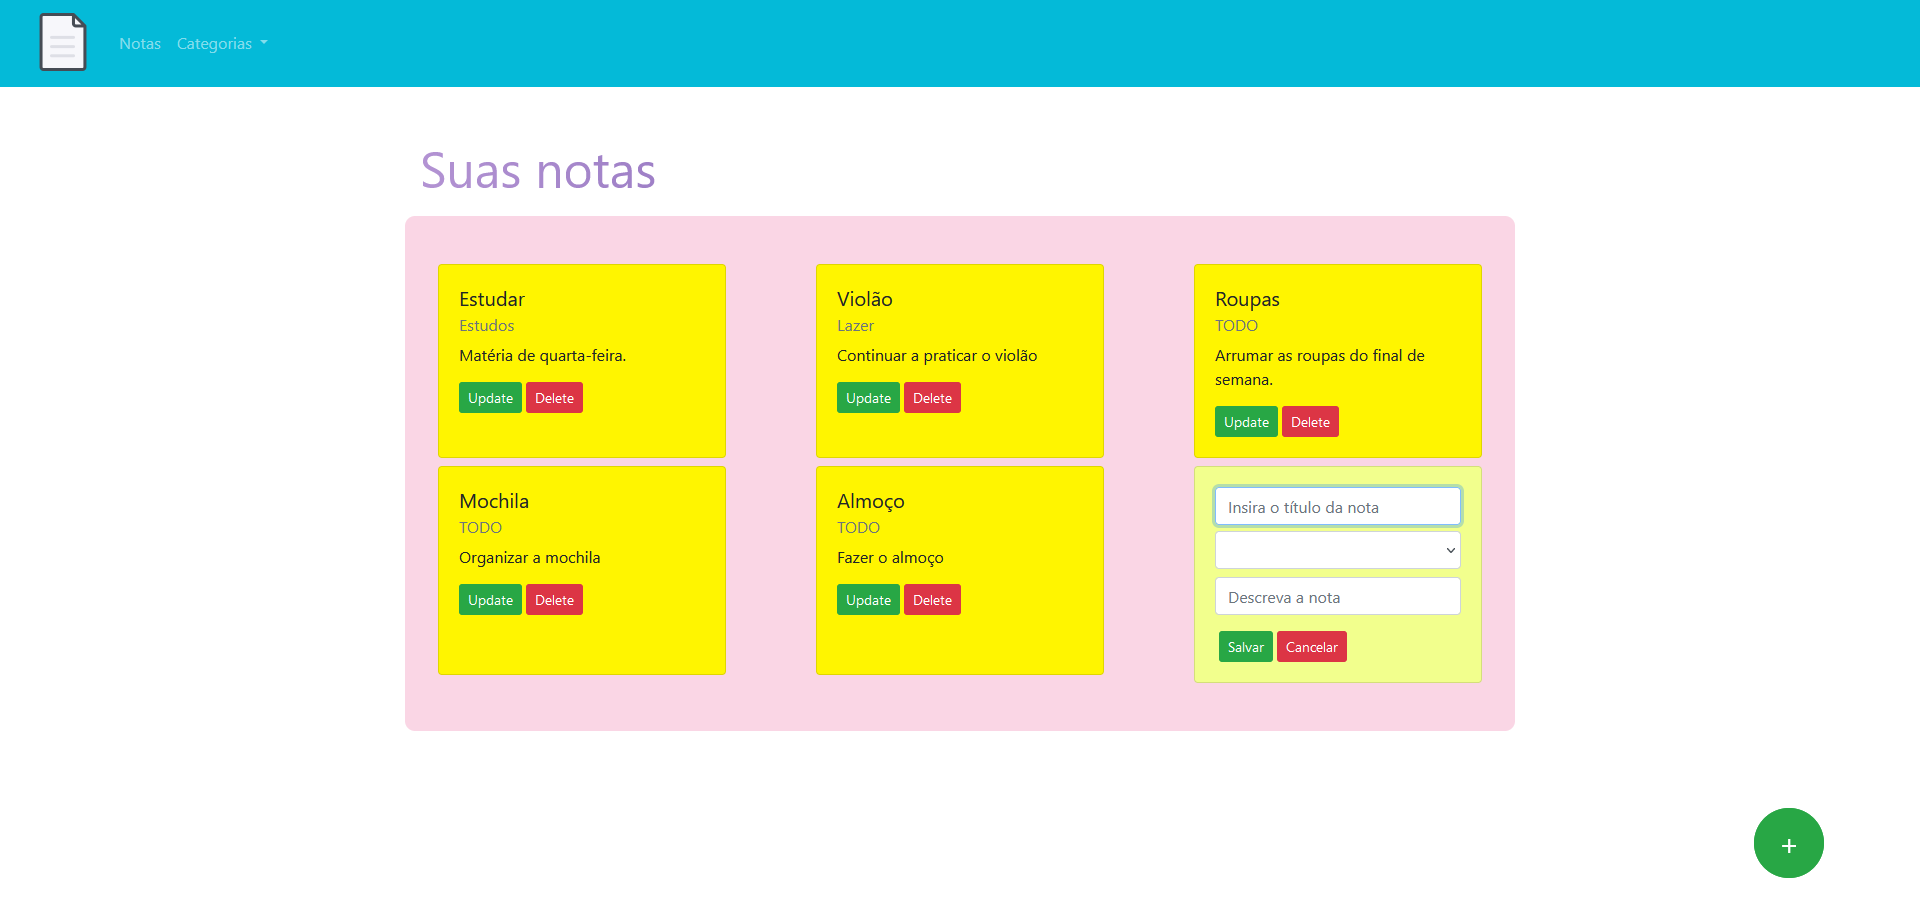 Notas Categorias
Suas notas
Estudar
Estudos
Matéria de quarta-feira.
Update Delete
Violão
Lazer
Continuar a praticar o violão
Update Delete
Roupas
TODO
Arrumar as roupas do final de
semana.
Update Delete
Mochila
TODO
Organizar a mochila
Update Delete
Almoço
TODO
Fazer o almoço
Update Delete
Insira o título da nota
Descreva a nota
Salvar Cancelar
+